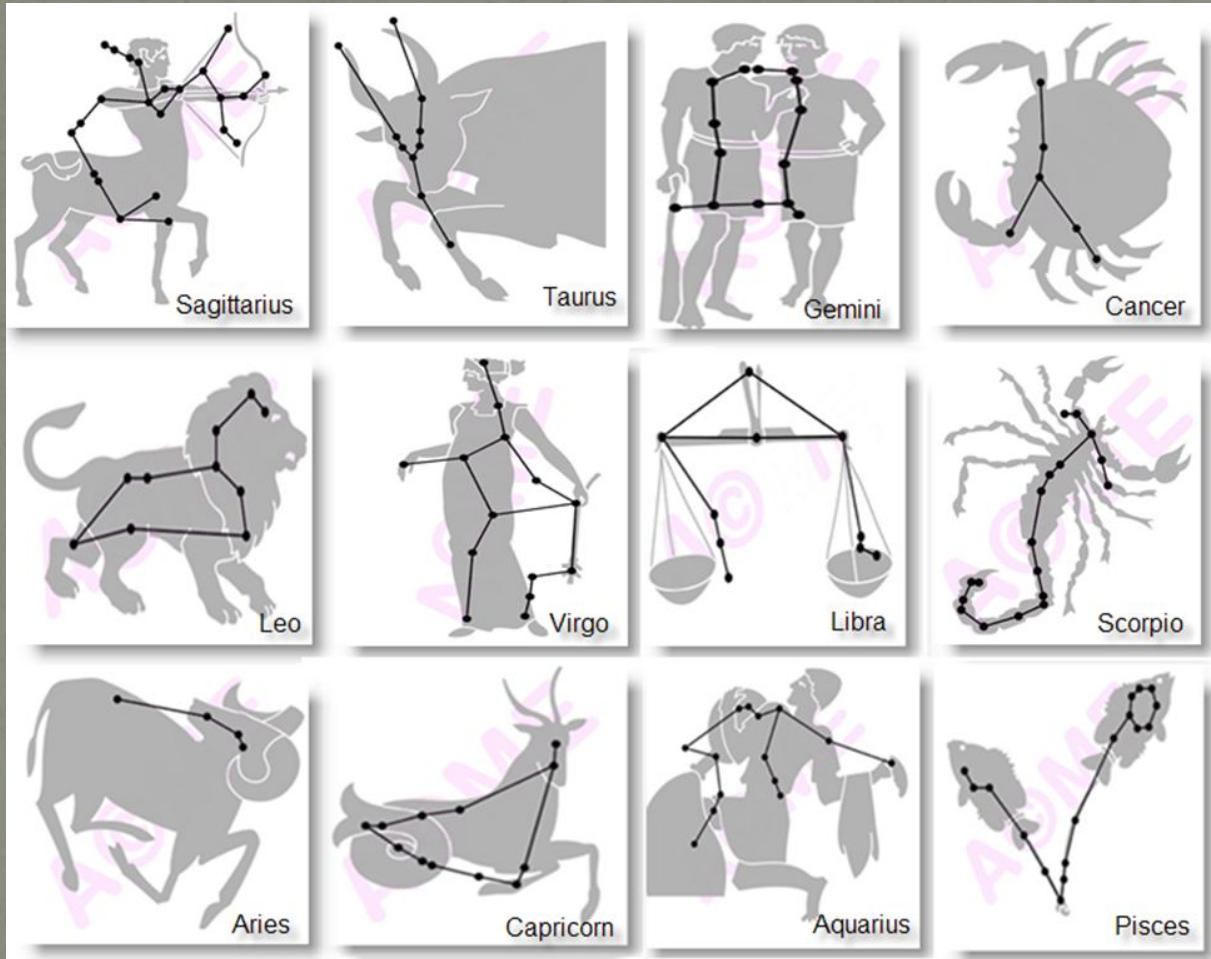 Sagittarius
Taurus
Gemini
Cancer
Leo
Virgo
Libra
Scorpio
Aries
Capricorn
Aquarius
Pisces